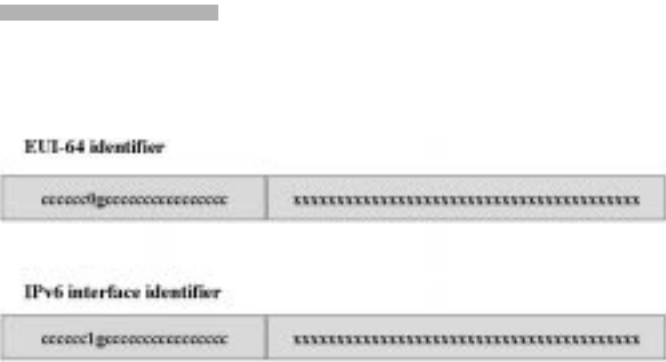 EUI-64 identifier
cccccc0gcccccccccccccccc xxxxxxxxxxxxxxxxxxxxxxxxxxxxxxxxxxxxxxxx
IPv6 interface identifier
cccccc1gcccccccccccccccc xxxxxxxxxxxxxxxxxxxxxxxxxxxxxxxxxxxxxxxx